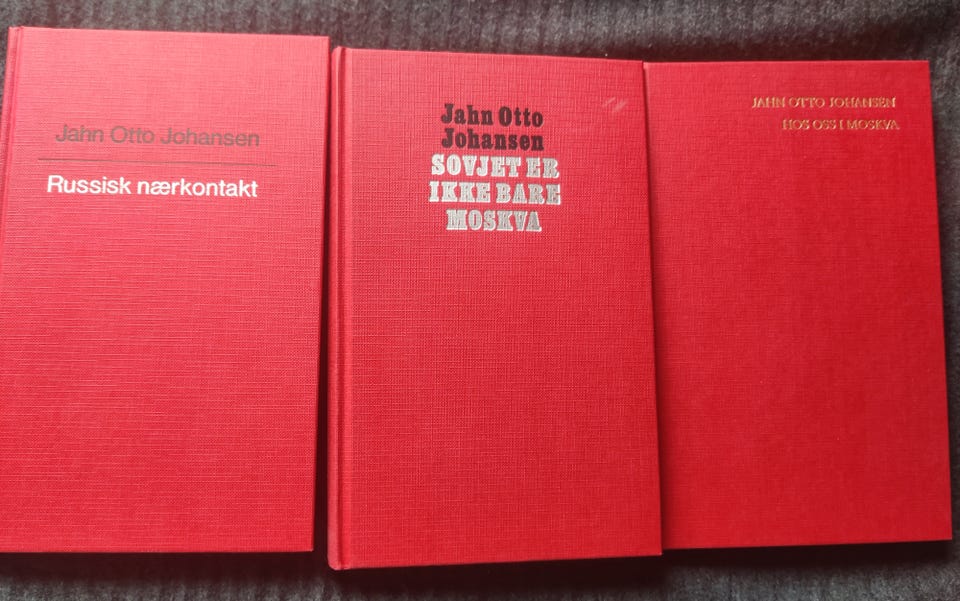 Jahn Otto Johansen
Russisk nærkontakt
Jahn Otto
Johansen
SOVJET ER
IKKE BARE
MOSKVA
JAHN OTTO JOHANSEN
HOS OSS I MOSKVA